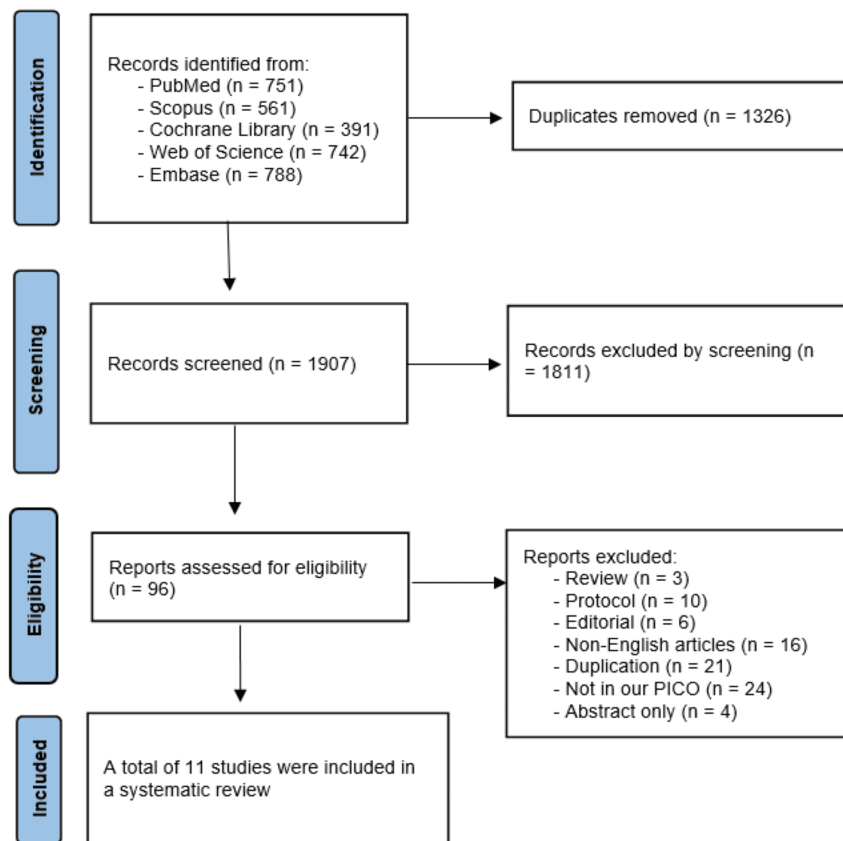 Identification
Records identified from:
- PubMed (n = 751)
- Scopus (n = 561)
- Cochrane Library (n = 391)
- Web of Science (n = 742)
- Embase (n = 788)
Duplicates removed (n = 1326)
Screening
Records screened (n = 1907)
Records excluded by screening (n
= 1811)
Eligibility
Reports assessed for eligibility
(n = 96)
Reports excluded:
- Review (n = 3)
- Protocol (n = 10)
- Editorial (n = 6)
- Non-English articles (n = 16)
- Duplication (n = 21)
- Not in our PICO (n = 24)
- Abstract only (n = 4)
Included
A total of 11 studies were included in
a systematic review